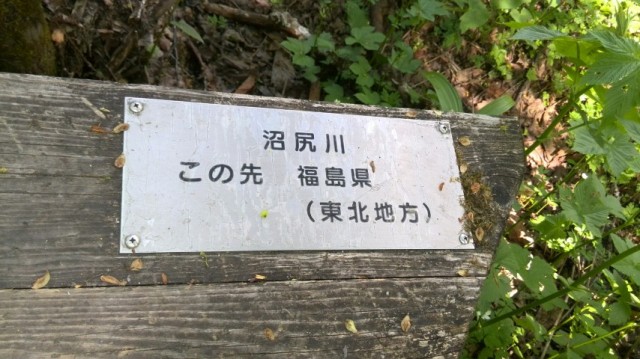 沼尻川
この先　福島県
（東北地方）